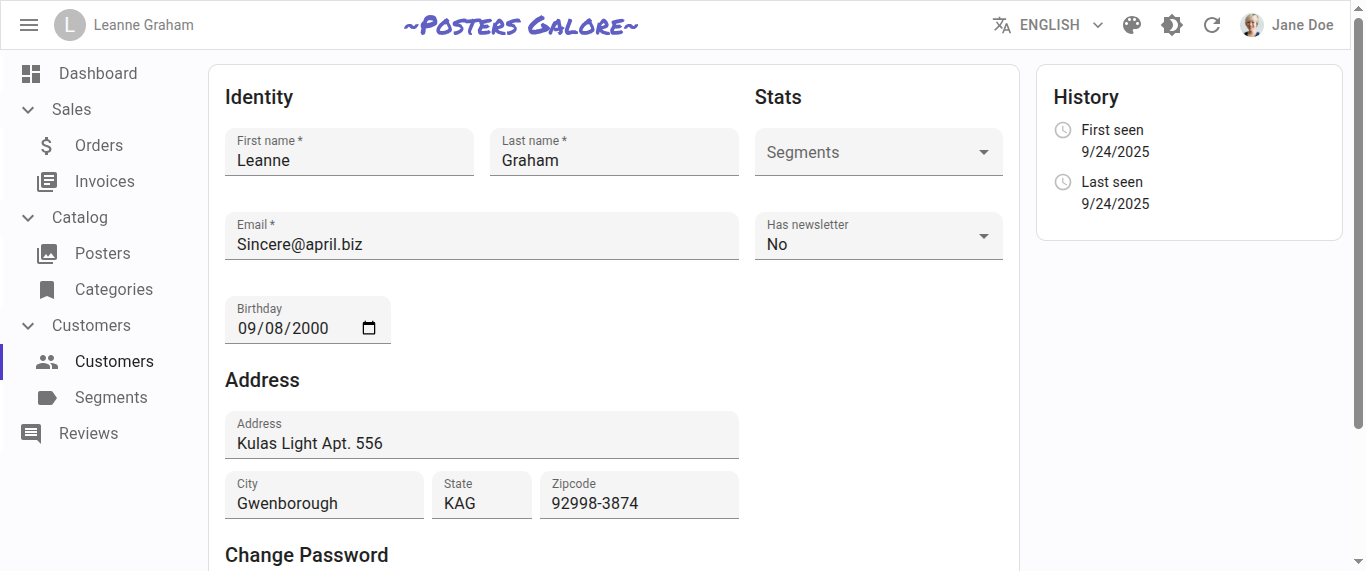 L Leanne Graham
~Posters Galore~
ENGLISH
Jane Doe
Dashboard
Sales
Orders
Invoices
Catalog
Posters
Categories
Customers
Customers
Segments
Reviews
Identity
First name *
Leanne
Last name *
Graham
Email *
Sincere@april.biz
Birthday
09/08/2000
Stats
Segments
Has newsletter
No
Address
Address
Kulas Light Apt. 556
City
Gwenborough
State
KAG
Zipcode
92998-3874
Change Password
History
First seen
9/24/2025
Last seen
9/24/2025